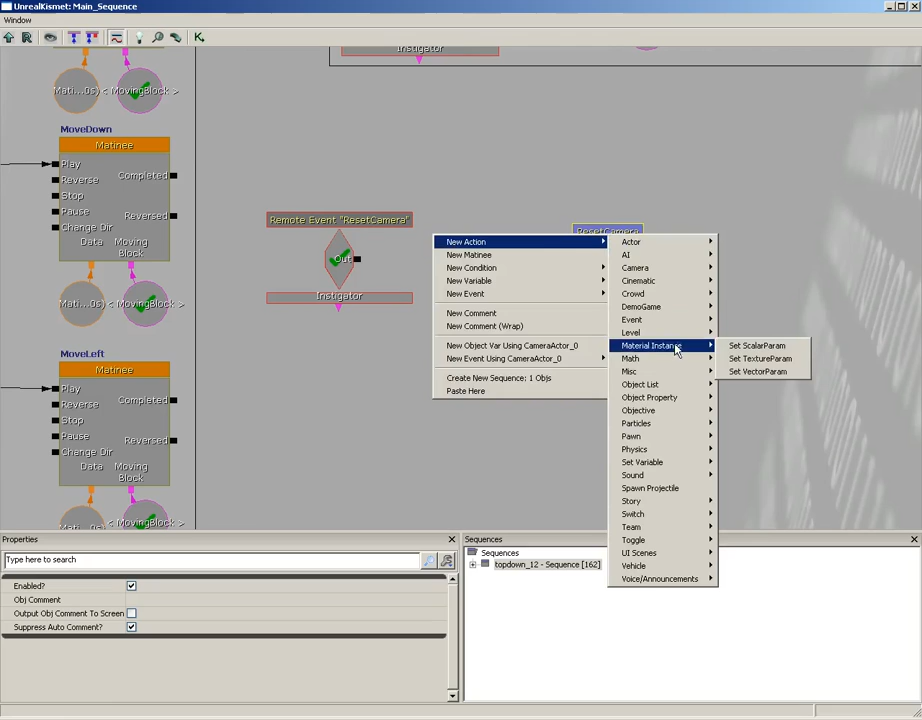 UnrealKismet: Main_Sequence
Window
Instigator
Mati...0s)
< MovingBlock >
MoveDown
Matinee
Play
Reverse
Stop
Pause
Change Dir
Completed
Reversed
Data
Moving
Block
Mati...0s)
< MovingBlock >
MoveLeft
Matinee
Play
Reverse
Stop
Pause
Change Dir
Completed
Reversed
Data
Moving
Block
Mati...0s)
< MovingBlock >
Remote Event "ResetCamera"
Out
Instigator
ResetCamera
New Action
New Matinee
New Condition
New Variable
New Event
New Comment
New Comment (Wrap)
New Object Var Using CameraActor_0
New Event Using CameraActor_0
Create New Sequence: 1 Objs
Paste Here
Actor
AI
Camera
Cinematic
Crowd
DemoGame
Event
Level
Material Instance
Math
Misc
Object List
Object Property
Objective
Particles
Pawn
Physics
Set Variable
Sound
Spawn Projectile
Story
Switch
Team
Toggle
UI Scenes
Vehicle
Voice/Announcements
Set ScalarParam
Set TextureParam
Set VectorParam
Properties
Type here to search
Enabled?
Obj Comment
Output Obj Comment To Screen
Suppress Auto Comment?
Sequences
Sequences
topdown_12 - Sequence [162]